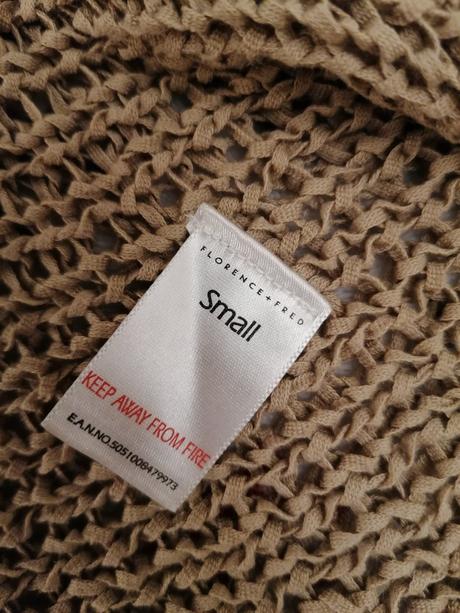 FLORENCE+FRED
Small
KEEP AWAY FROM FIRE
E.A.N.NO.5051008479973